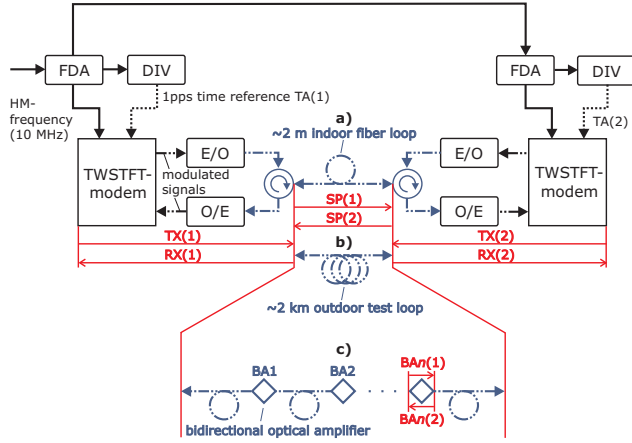 FDA
DIV
FDA
DIV
HM-
frequency
(10 MHz)
1pps time reference TA(1)
TA(2)
a)
~2 m indoor fiber loop
TWSTFT-
modem
modulated
signals
E/O
O/E
E/O
O/E
TWSTFT-
modem
SP(1)
SP(2)
TX(1)
RX(1)
TX(2)
RX(2)
b)
~2 km outdoor test loop
c)
BA1
BA2
. . . .
BAn(1)
BAn(2)
bidirectional optical amplifier